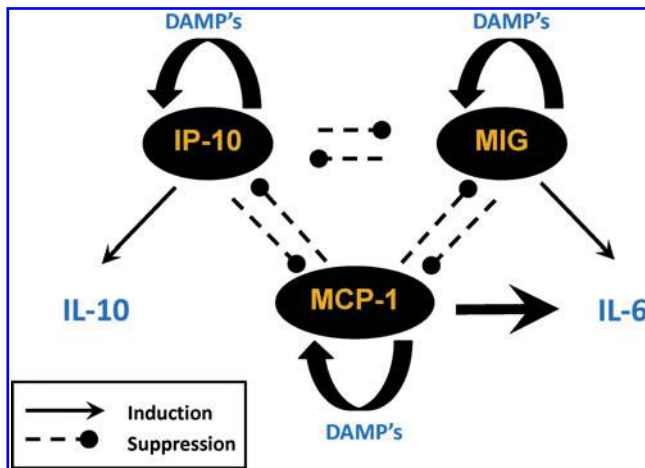 DAMP's
DAMP's
IP-10
MIG
MCP-1
IL-10
IL-6
DAMP's
Induction
Suppression